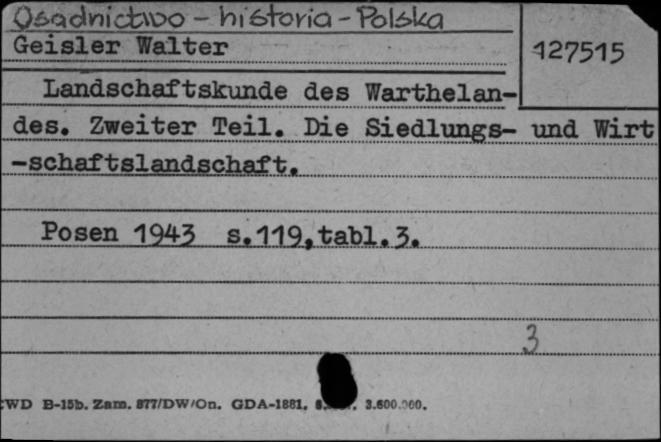 Osadnictwo - historia - Polska
Geisler Walter
127515
Landschaftskunde des Warthelan-
des. Zweiter Teil. Die Siedlungs- und Wirt
-schaftslandschaft.
Posen 1943 s.119,tabl.3.
3
WD B-15b. Zam. 877/DW/On. GDA-1881. 3.600.000.